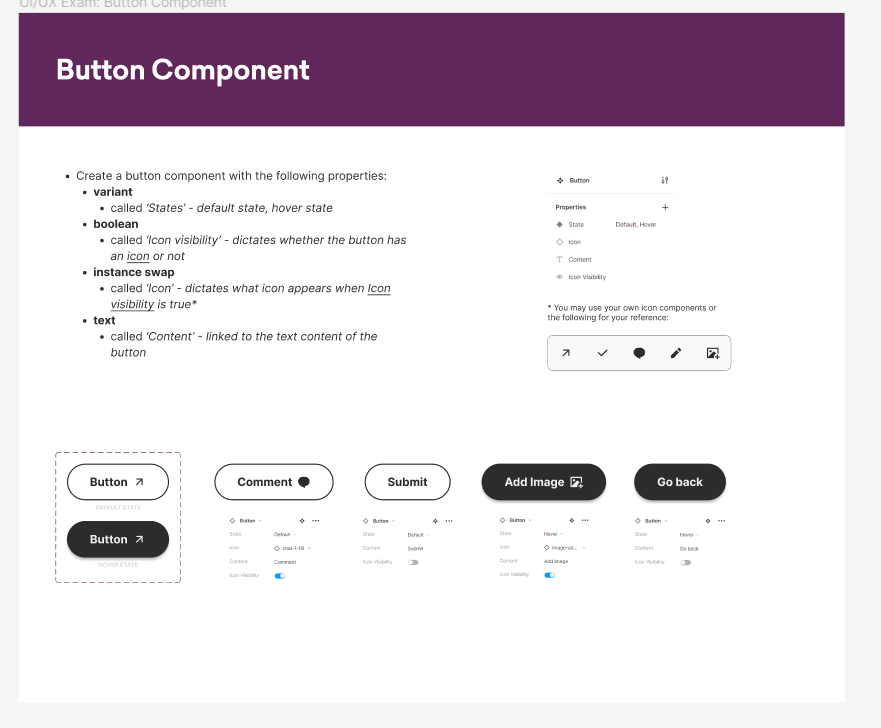 UI/UX Exam: Button Component
Button Component
Create a button component with the following properties:
variant
called ‘States’ - default state, hover state
boolean
called ‘Icon visibility’ - dictates whether the button has
an icon or not
instance swap
called ‘Icon’ - dictates what icon appears when Icon
visibility is true*
text
called ‘Content’ - linked to the text content of the
button
Button
Properties
State Default, Hover
Icon
Content
Icon Visibility
* You may use your own icon components or
the following for your reference:
Button
DEFAULT STATE
Button
HOVER STATE
Comment
Button
State Default
Icon chat-1-fill
Content Comment
Icon Visibility
Submit
Button
State Default
Content Submit
Icon Visibility
Add Image
Button
State Hover
Icon image-ad...
Content Add Image
Icon Visibility
Go back
Button
State Hover
Content Go back
Icon Visibility